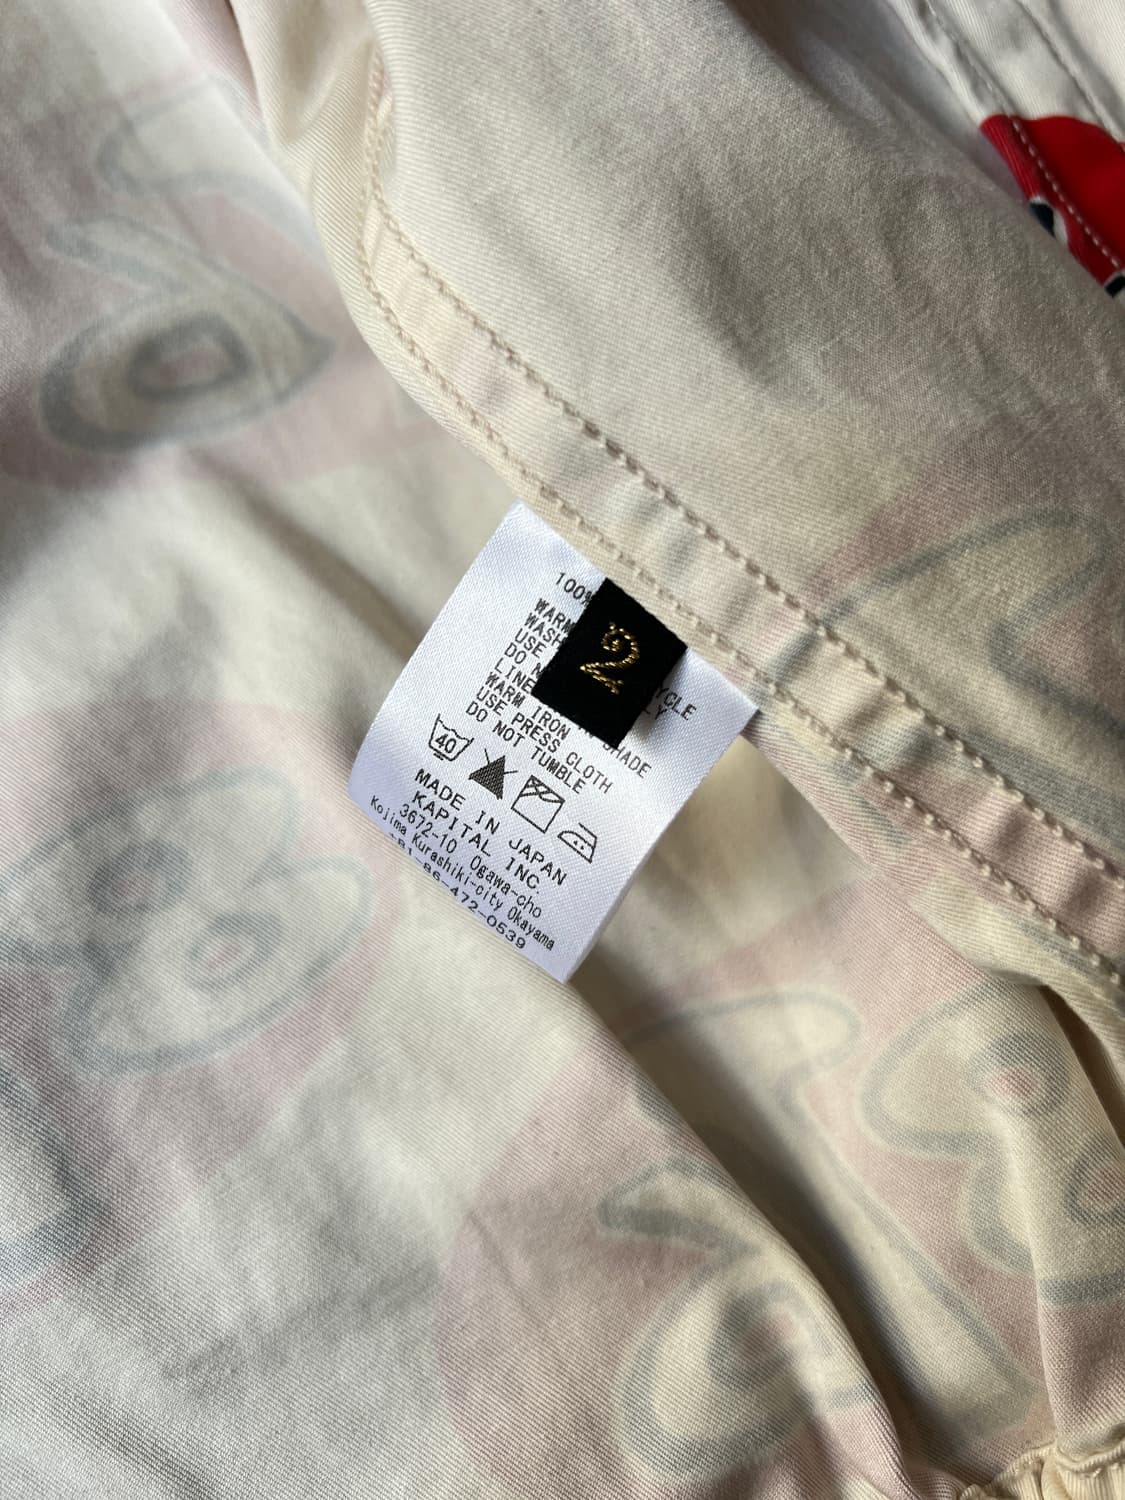 100%
2
WARM
WASH
USE
DO N
CYCLE
LINE
LY
WARM IRON
SHADE
USE PRESS CLOTH
DO NOT TUMBLE
40
MADE IN JAPAN
KAPITAL INC.
3672-10 Ogawa-cho
Kojima Kurashiki-city Okayama
+81-86-472-0539